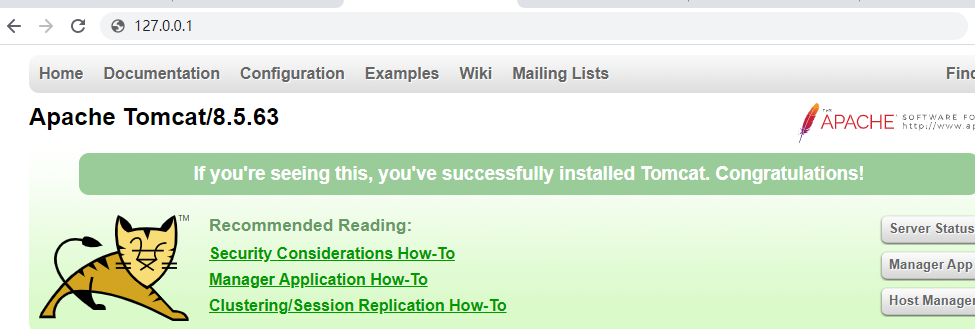 127.0.0.1
Home Documentation Configuration Examples Wiki Mailing Lists
Apache Tomcat/8.5.63
THE
APACHE SOFTWARE
http://www.ap
If you're seeing this, you've successfully installed Tomcat. Congratulations!
TM
Recommended Reading:
Security Considerations How-To
Manager Application How-To
Clustering/Session Replication How-To
Server Status
Manager App
Host Manager